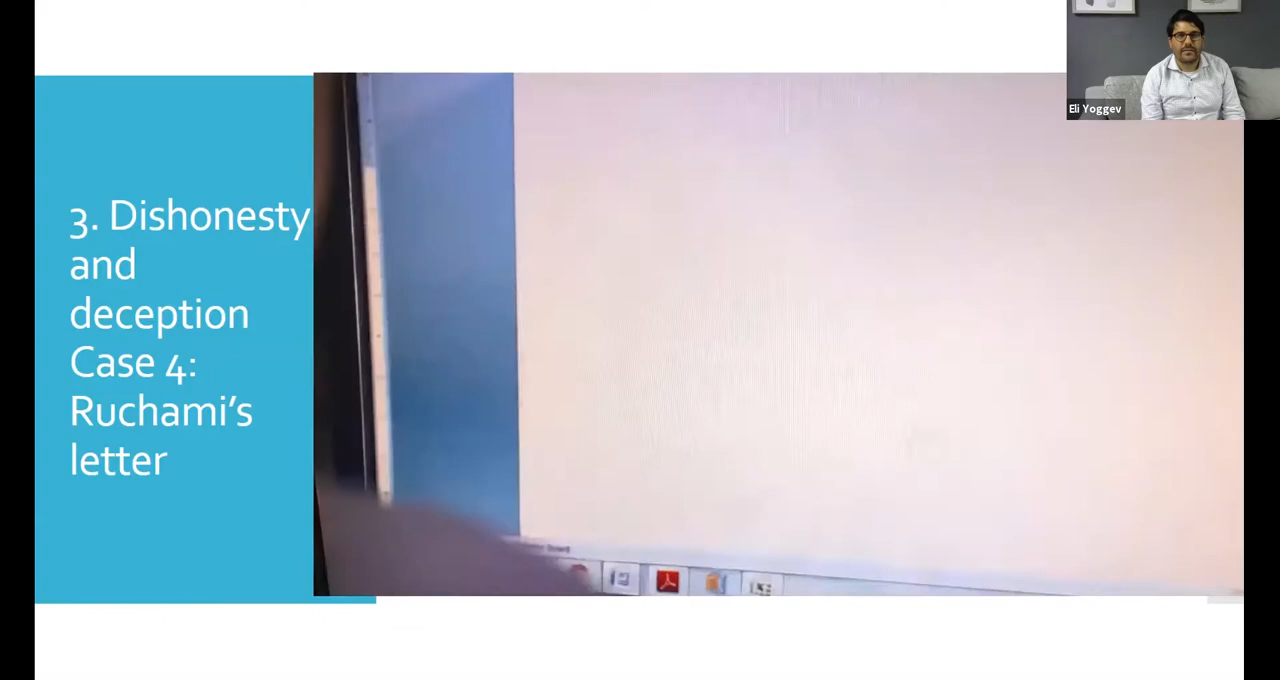 Eli Yoggev
3. Dishonesty
and
deception
Case 4:
Ruchami’s
letter